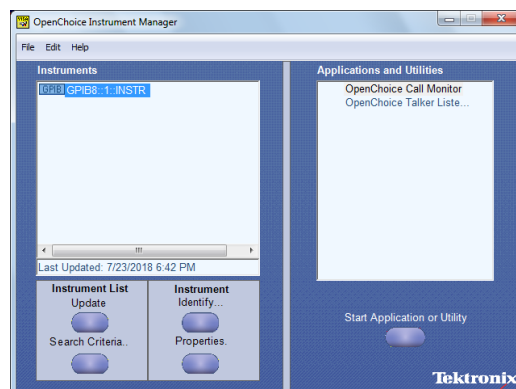 OpenChoice Instrument Manager
File Edit Help
Instruments
GPIB GPIB8::1::INSTR
Last Updated: 7/23/2018 6:42 PM
Instrument List
Update
Search Criteria..
Instrument
Identify...
Properties.
Applications and Utilities
OpenChoice Call Monitor
OpenChoice Talker Liste...
Start Application or Utility
Tektronix